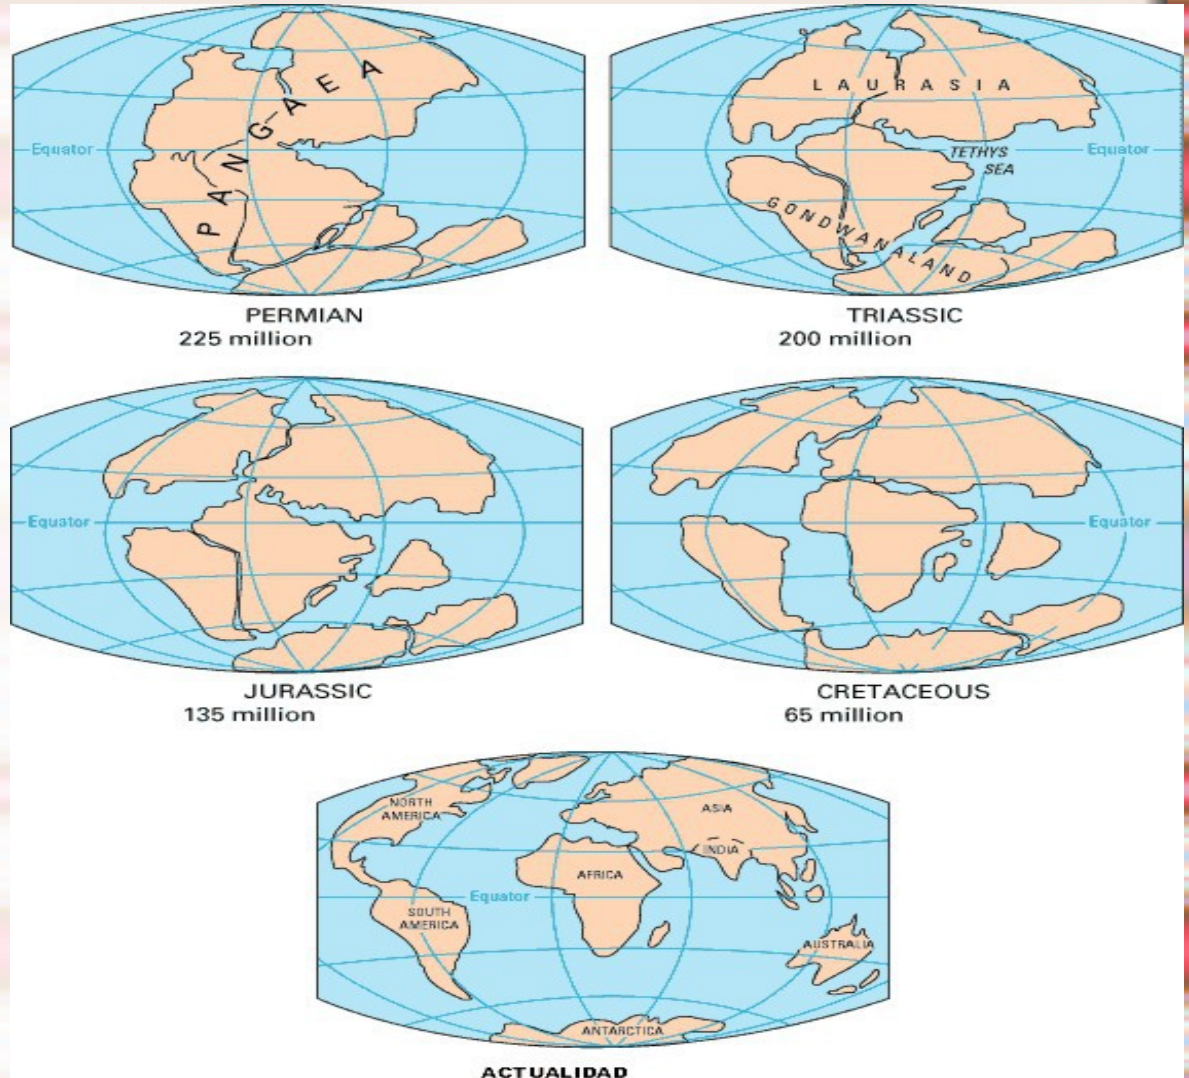 PANGAEA
Equator
PERMIAN
225 million
LAURASIA
TETHYS
SEA
Equator
GONDWANALAND
TRIASSIC
200 million
Equator
JURASSIC
135 million
Equator
CRETACEOUS
65 million
NORTH
AMERICA
ASIA
INDIA
AFRICA
Equator
SOUTH
AMERICA
AUSTRALIA
ANTARCTICA
ACTUALIDAD